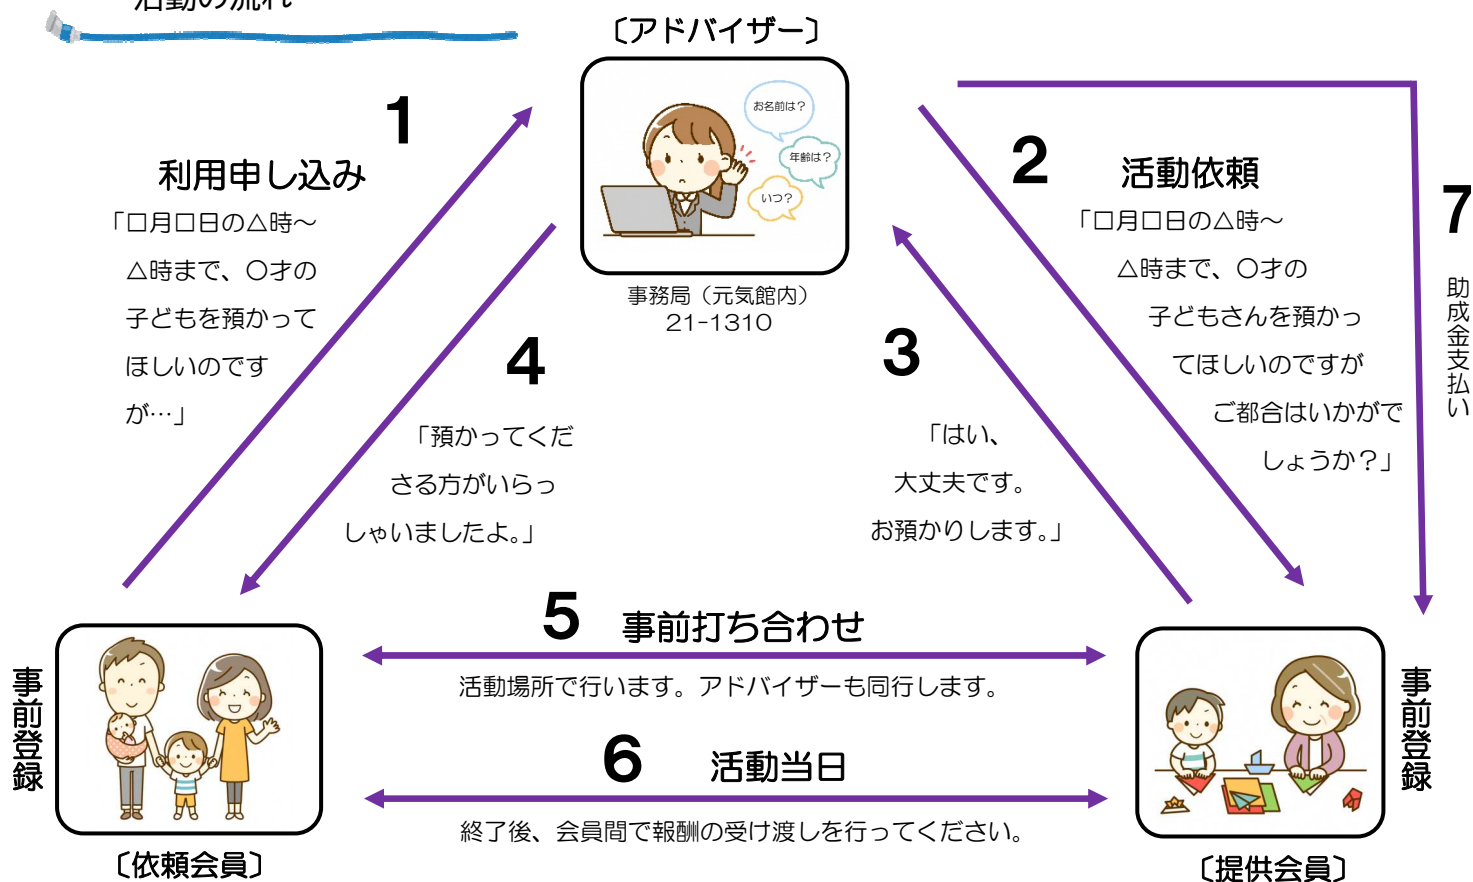 活動の流れ
〔アドバイザー〕
お名前は？
年齢は？
いつ？
事務局（元気館内）
21-1310
1
利用申し込み
「□月□日の△時～
△時まで、〇才の
子どもを預かって
ほしいのです
が…」
2
活動依頼
「□月□日の△時～
△時まで、〇才の
子どもさんを預かっ
てほしいのですが
ご都合はいかがで
しょうか？」
3
「はい、
大丈夫です。
お預かりします。」
4
「預かってくだ
さる方がいらっ
しゃいましたよ。」
5 事前打ち合わせ
活動場所で行います。アドバイザーも同行します。
6 活動当日
終了後、会員間で報酬の受け渡しを行ってください。
7
助成金支払い
事前登録
〔依頼会員〕
事前登録
〔提供会員〕